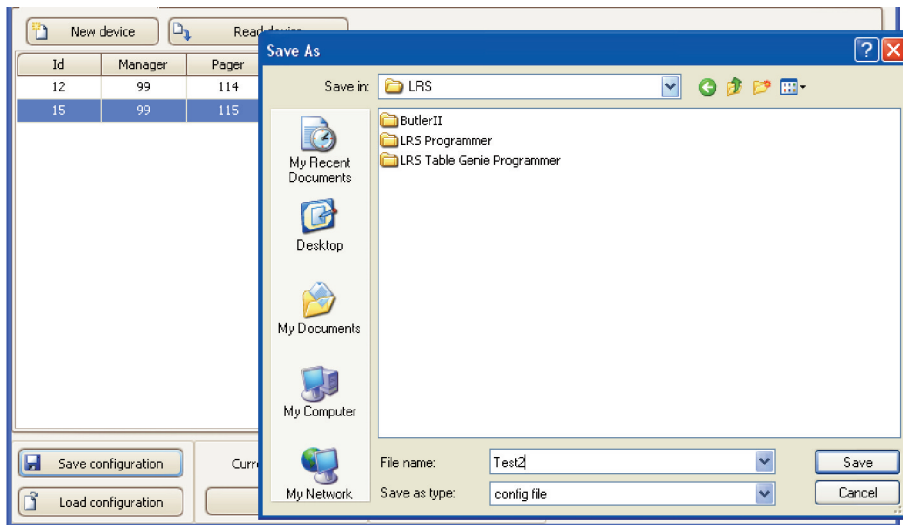 New device
Read device
Id Manager Pager
12 99 114
15 99 115
Save configuration
Load configuration
Curre
Save As
Save in:
LRS
My Recent
Documents
Desktop
My Documents
My Computer
My Network
ButlerII
LRS Programmer
LRS Table Genie Programmer
File name:
Test2
Save
Save as type:
config file
Cancel